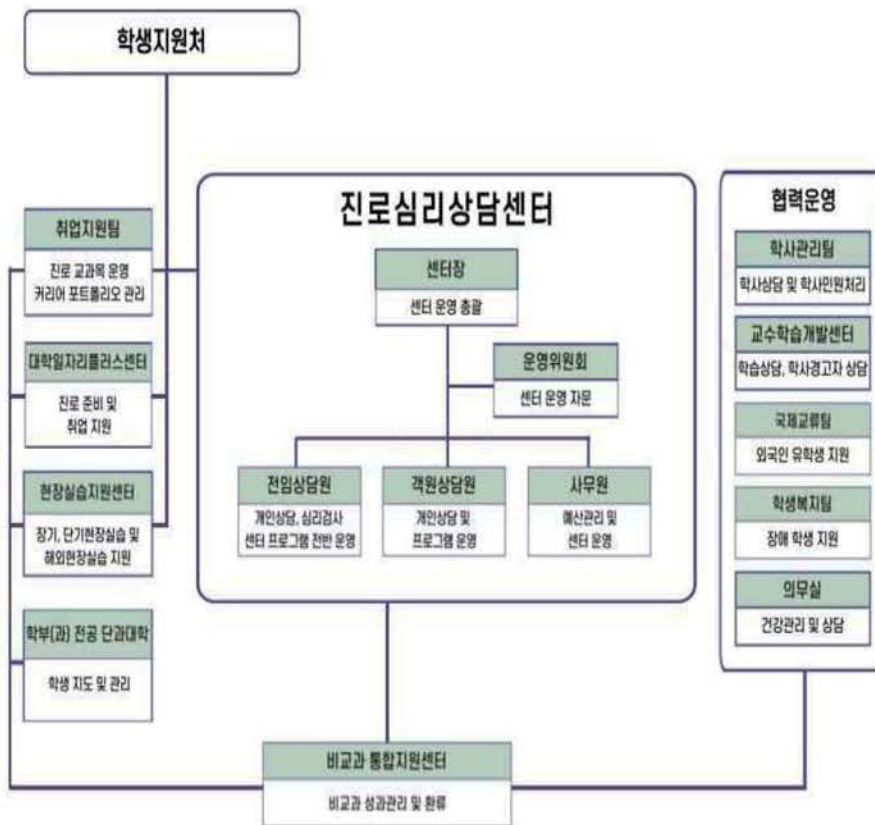 학생지원처
취업지원팀
진로 교과목 운영
커리어 포트폴리오 관리
대학일자리플러스센터
진로 준비 및
취업 지원
현장실습지원센터
장기, 단기현장실습 및
해외현장실습 지원
학부(과) 전공 단과대학
학생 지도 및 관리
진로심리상담센터
센터장
센터 운영 총괄
운영위원회
센터 운영 자문
전임상담원
개인상담, 심리검사
센터 프로그램 전반 운영
객원상담원
개인상담 및
프로그램 운영
사무원
예산관리 및
센터 운영
협력운영
학사관리팀
학사상담 및 학사민원처리
교수학습개발센터
학습상담, 학사경고자 상담
국제교류팀
외국인 유학생 지원
학생복지팀
장애 학생 지원
의무실
건강관리 및 상담
비교과 통합지원센터
비교과 성과관리 및 환류